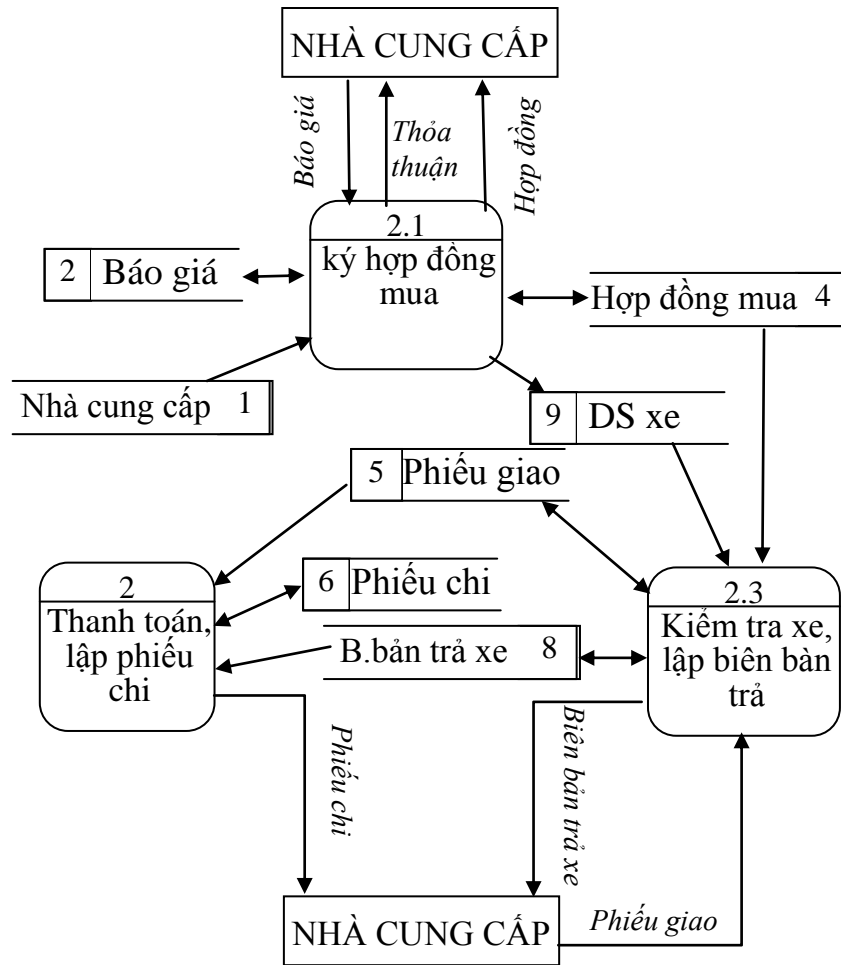 NHÀ CUNG CẤP
Báo giá
Thỏa
thuận
Hợp đồng
2.1
ký hợp đồng
mua
2 Báo giá
Hợp đồng mua 4
Nhà cung cấp 1
9 DS xe
5 Phiếu giao
6 Phiếu chi
2
Thanh toán,
lập phiếu
chi
B.bản trả xe 8
2.3
Kiểm tra xe,
lập biên bàn
trả
Phiếu chi
Biên bản trả xe
NHÀ CUNG CẤP
Phiếu giao